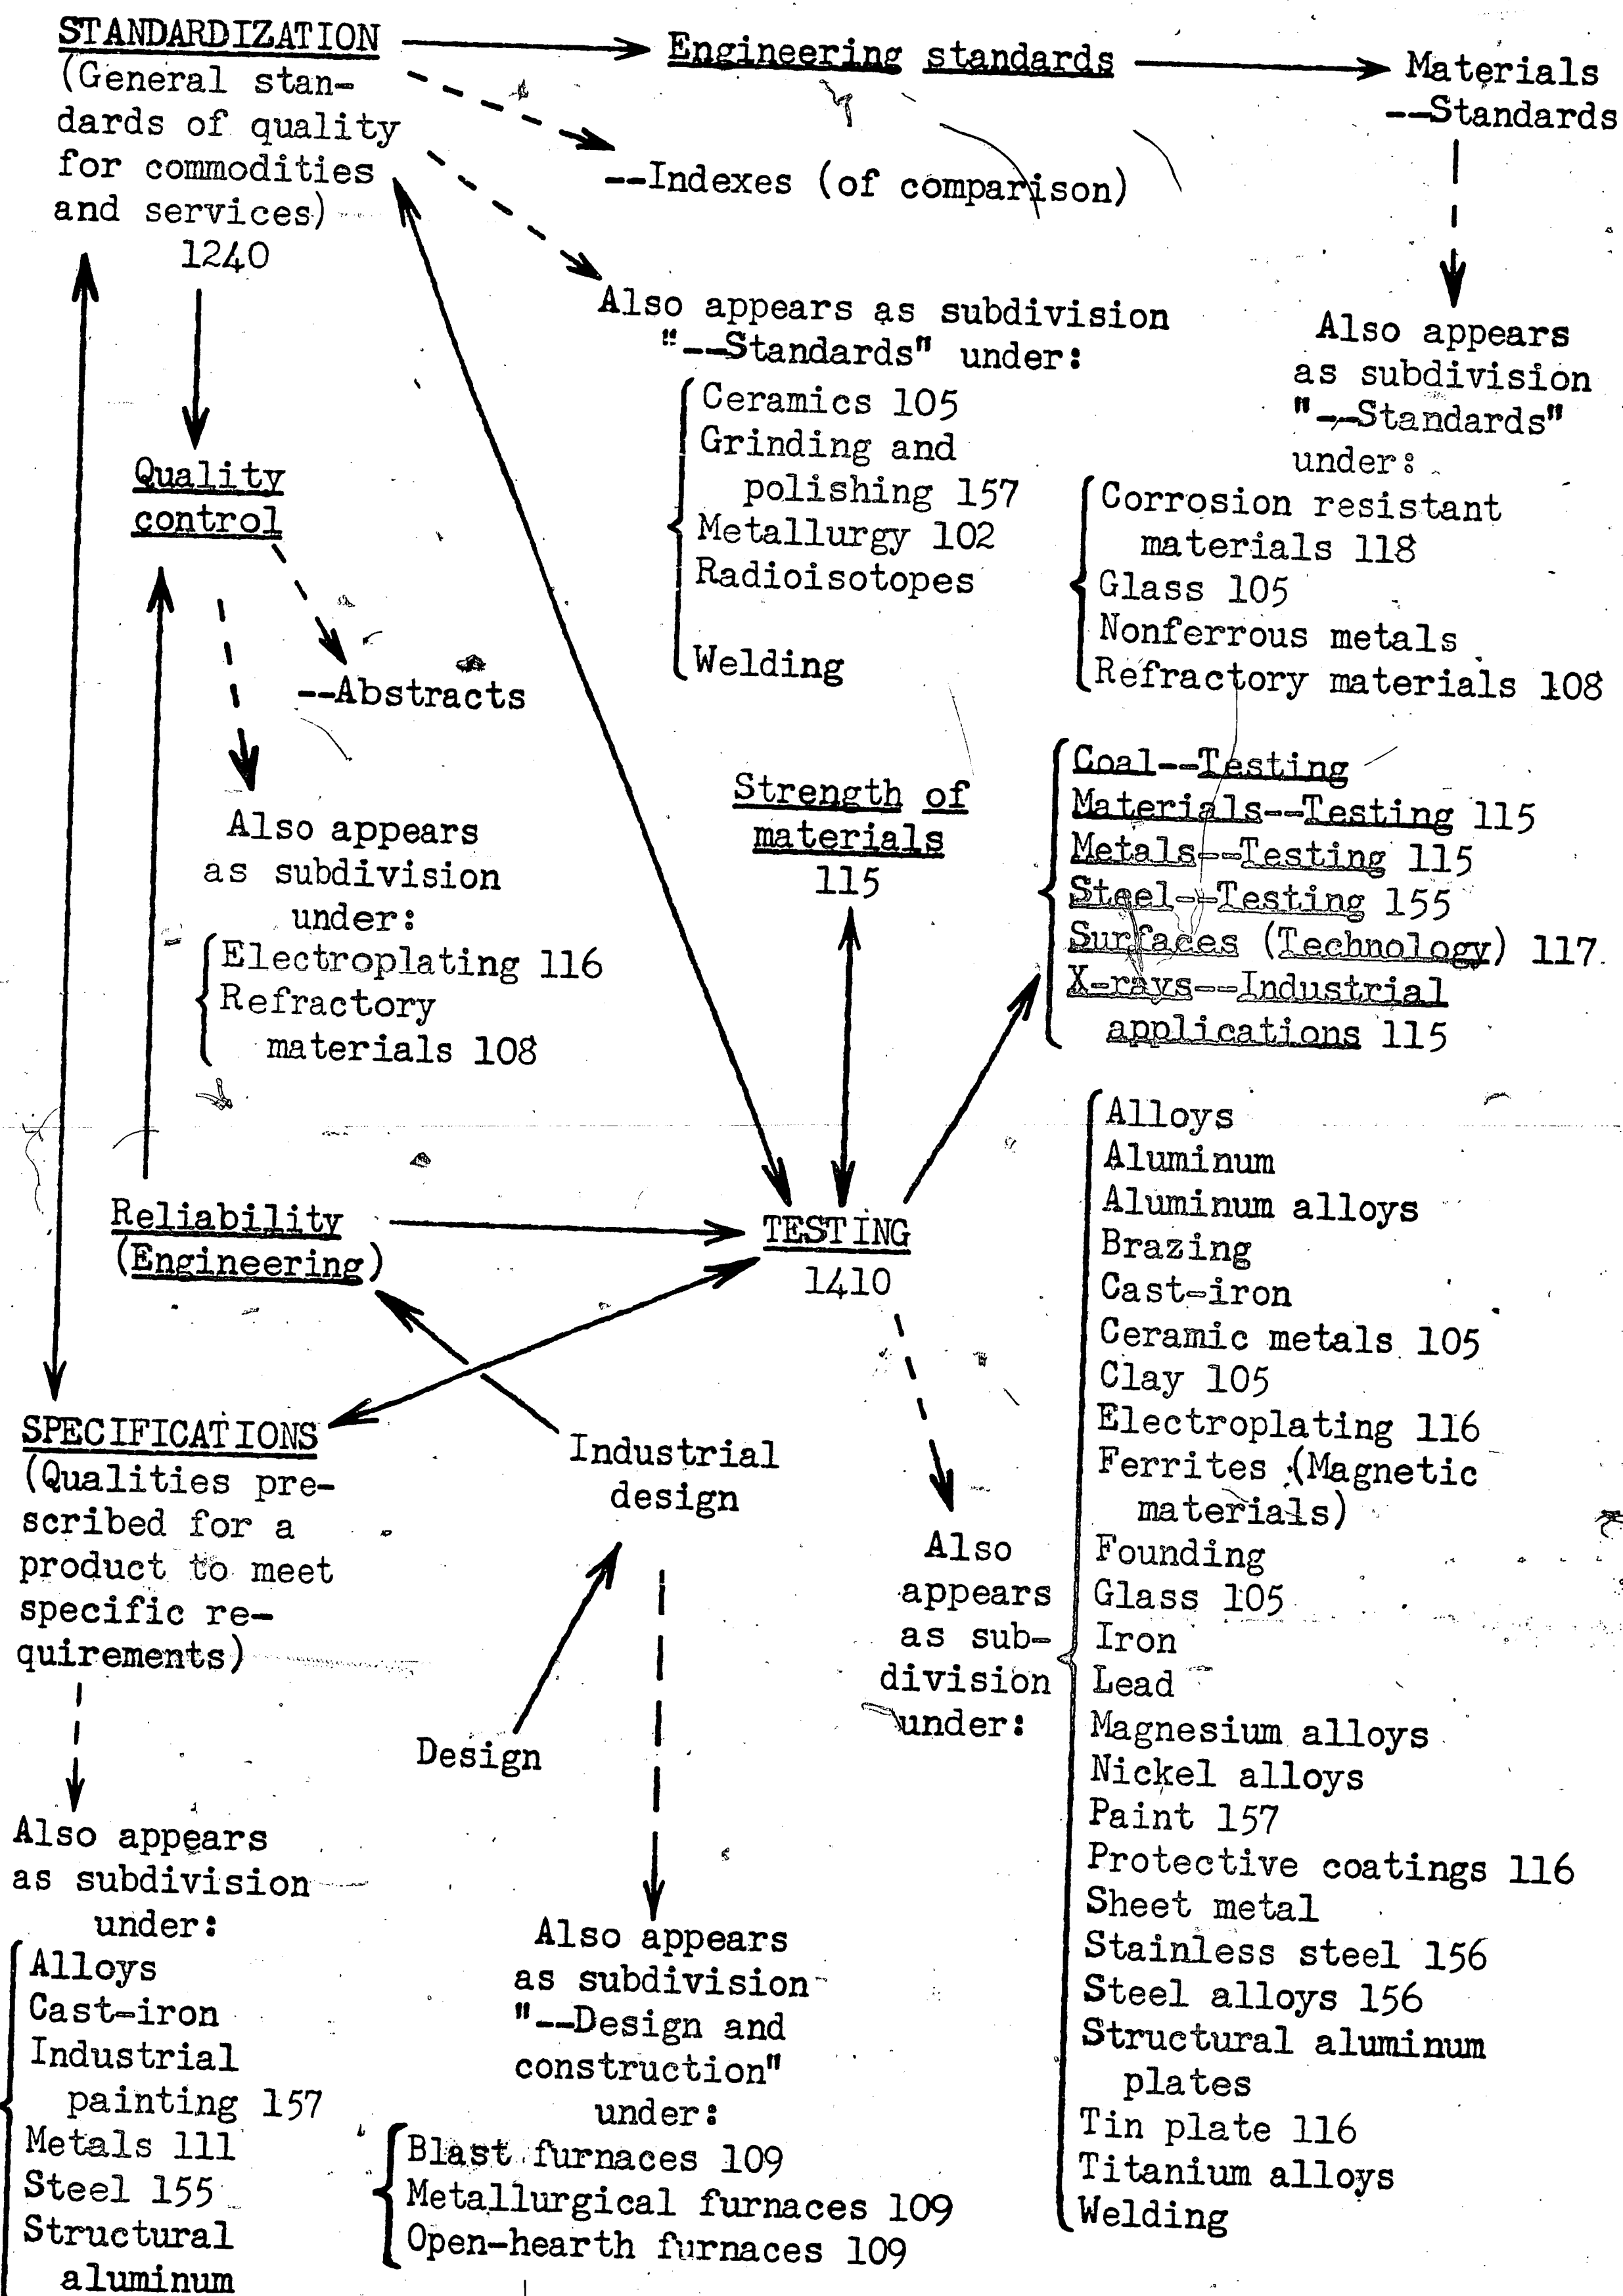 STANDARDIZATION
(General stan-
dards of quality
for commodities
and services)
1240
Engineering standards
Materials
--Standards
--Indexes (of comparison)
Also appears as subdivision
"--Standards" under:
Ceramics 105
Grinding and
polishing 157
Metallurgy 102
Radioisotopes
Welding
Also appears
as subdivision
"--Standards"
under:
Corrosion resistant
materials 118
Glass 105
Nonferrous metals
Refractory materials 108
Quality
control
--Abstracts
Also appears
as subdivision
under:
Electroplating 116
Refractory
materials 108
Strength of
materials
115
Coal--Testing
Materials--Testing 115
Metals--Testing 115
Steel--Testing 155
Surfaces (Technology) 117
X-rays--Industrial
applications 115
Reliability
(Engineering)
TESTING
1410
Also
appears
as sub-
division
under:
Alloys
Aluminum
Aluminum alloys
Brazing
Cast-iron
Ceramic metals 105
Clay 105
Electroplating 116
Ferrites (Magnetic
materials)
Founding
Glass 105
Iron
Lead
Magnesium alloys
Nickel alloys
Paint 157
Protective coatings 116
Sheet metal
Stainless steel 156
Steel alloys 156
Structural aluminum
plates
Tin plate 116
Titanium alloys
Welding
SPECIFICATIONS
(Qualities pre-
scribed for a
product to meet
specific re-
quirements)
Also appears
as subdivision
under:
Alloys
Cast-iron
Industrial
painting 157
Metals 111
Steel 155
Structural
aluminum
Industrial
design
Design
Also appears
as subdivision
"--Design and
construction"
under:
Blast furnaces 109
Metallurgical furnaces 109
Open-hearth furnaces 109